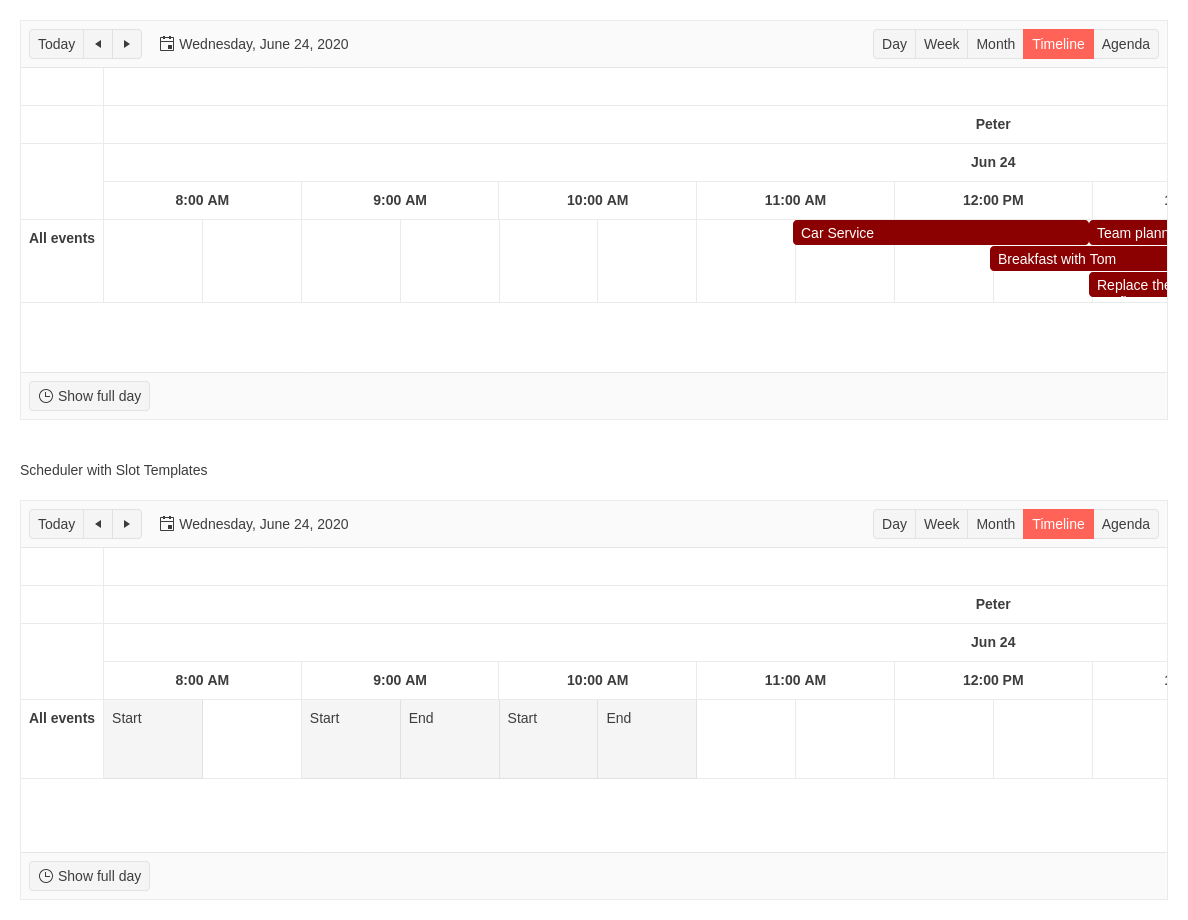 Today Wednesday, June 24, 2020 Day Week Month Timeline Agenda
Peter
Jun 24
8:00 AM 9:00 AM 10:00 AM 11:00 AM 12:00 PM
All events Car Service Team plann
Breakfast with Tom
Replace the
Show full day
Scheduler with Slot Templates
Today Wednesday, June 24, 2020 Day Week Month Timeline Agenda
Peter
Jun 24
8:00 AM 9:00 AM 10:00 AM 11:00 AM 12:00 PM
All events Start Start End Start End
Show full day